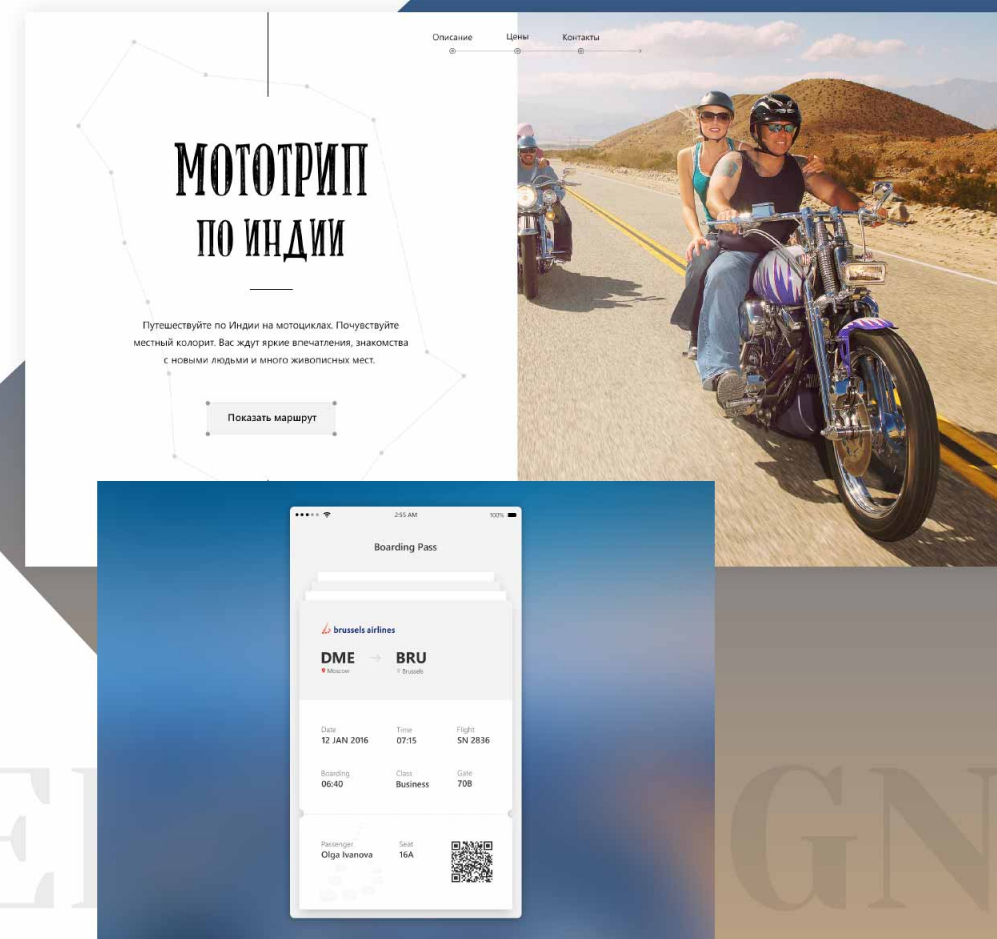 Описание Цены Контакты
МОТОТРИП
ПО ИНДИИ
Путешествуйте по Индии на мотоциклах. Почувствуйте
местный колорит. Вас ждут яркие впечатления, знакомства
с новыми людьми и много живописных мест.
Показать маршрут
2:55 AM 100%
Boarding Pass
brussels airlines
DME → BRU
Moscow Brussels
Date Time Flight
12 JAN 2016 07:15 SN 2836
Boarding Class Gate
06:40 Business 70B
Passenger Seat
Olga Ivanova 16A
GN